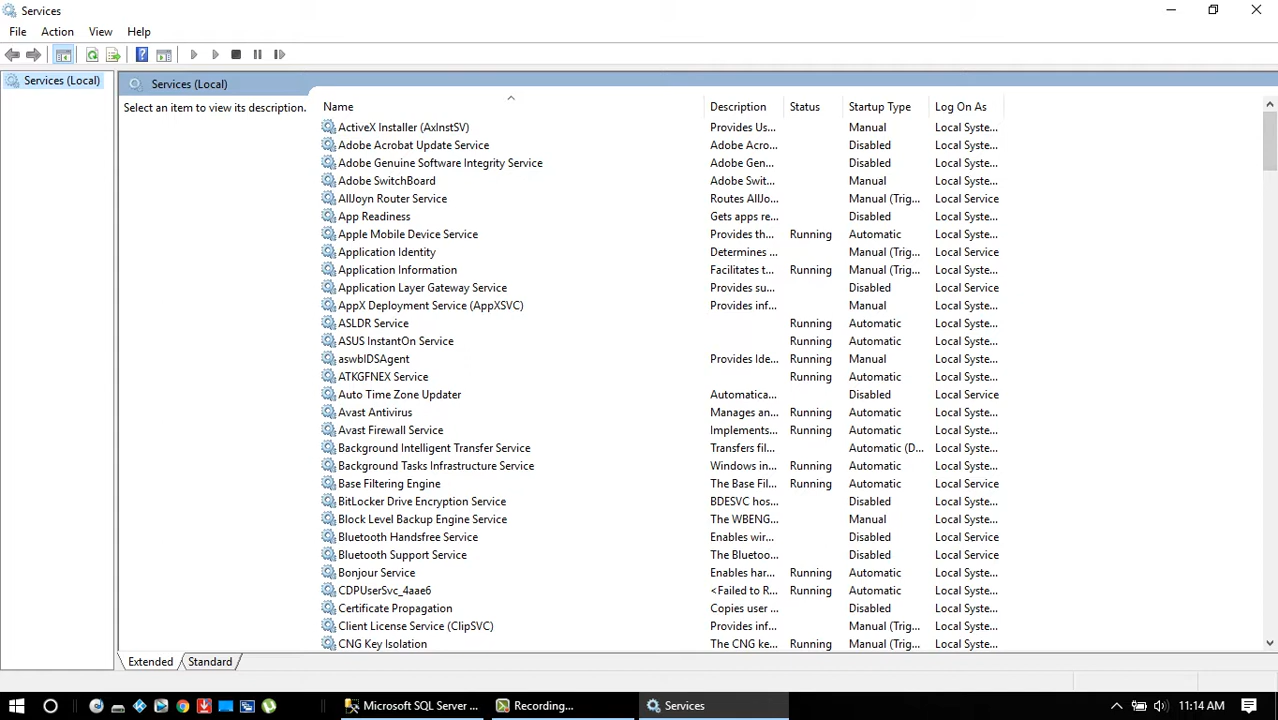 Services
File Action View Help
Services (Local)
Services (Local)
Select an item to view its description.
Name Description Status Startup Type Log On As
ActiveX Installer (AxInstSV) Provides Us... Manual Local Syste...
Adobe Acrobat Update Service Adobe Acro... Disabled Local Syste...
Adobe Genuine Software Integrity Service Adobe Gen... Disabled Local Syste...
Adobe SwitchBoard Adobe Swit... Manual Local Syste...
AllJoyn Router Service Routes AllJo... Manual (Trig... Local Service
App Readiness Gets apps re... Disabled Local Syste...
Apple Mobile Device Service Provides th... Running Automatic Local Syste...
Application Identity Determines ... Manual (Trig... Local Service
Application Information Facilitates t... Running Manual (Trig... Local Syste...
Application Layer Gateway Service Provides su... Disabled Local Service
AppX Deployment Service (AppXSVC) Provides inf... Manual Local Syste...
ASLDR Service Running Automatic Local Syste...
ASUS InstantOn Service Running Automatic Local Syste...
aswbIDSAgent Provides Ide... Running Manual Local Syste...
ATKGFNEX Service Running Automatic Local Syste...
Auto Time Zone Updater Automatica... Disabled Local Service
Avast Antivirus Manages an... Running Automatic Local Syste...
Avast Firewall Service Implements... Running Automatic Local Syste...
Background Intelligent Transfer Service Transfers fil... Automatic (D... Local Syste...
Background Tasks Infrastructure Service Windows in... Running Automatic Local Syste...
Base Filtering Engine The Base Fil... Running Automatic Local Service
BitLocker Drive Encryption Service BDESVC hos... Disabled Local Syste...
Block Level Backup Engine Service The WBENG... Manual Local Syste...
Bluetooth Handsfree Service Enables wir... Disabled Local Service
Bluetooth Support Service The Bluetoo... Disabled Local Service
Bonjour Service Enables har... Running Automatic Local Syste...
CDPUserSvc_4aae6 <Failed to R... Running Automatic Local Syste...
Certificate Propagation Copies user ... Disabled Local Syste...
Client License Service (ClipSVC) Provides inf... Manual (Trig... Local Syste...
CNG Key Isolation The CNG ke... Running Manual (Trig... Local Syste...
Extended Standard
Microsoft SQL Server ... Recording... Services 11:14 AM